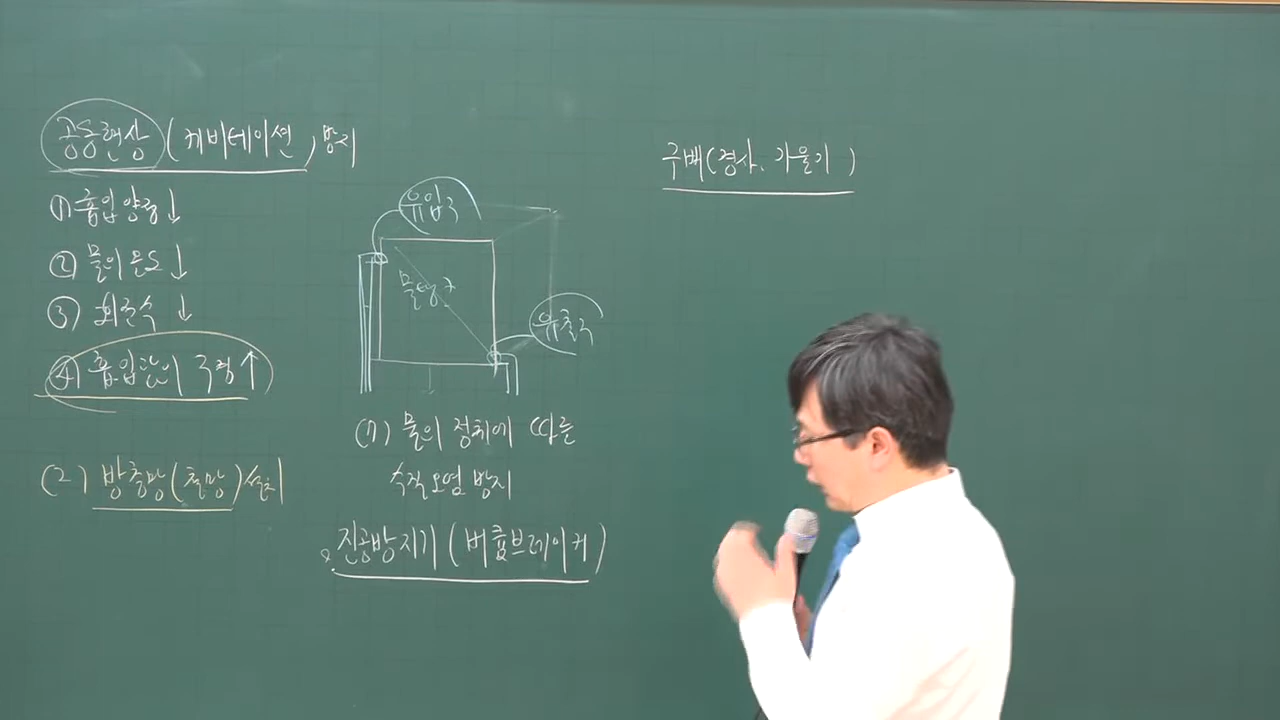 공동현상 (케비테이션) 방지
① 흡입양정↓
② 물의 온도↓
③ 회전수 ↓
④ 흡입관의 구경↑
(2) 방충망(철망)설치
유입구
물탱크
유출구
(7) 물의 정체에 따른
수질오염 방지
진공방지기 (버큠브레이커)
구배(경사, 기울기)